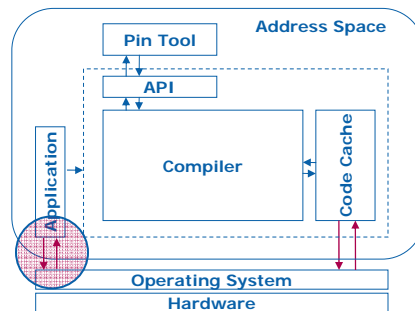 Address Space
Pin Tool
API
Application
Compiler
Code Cache
Operating System
Hardware